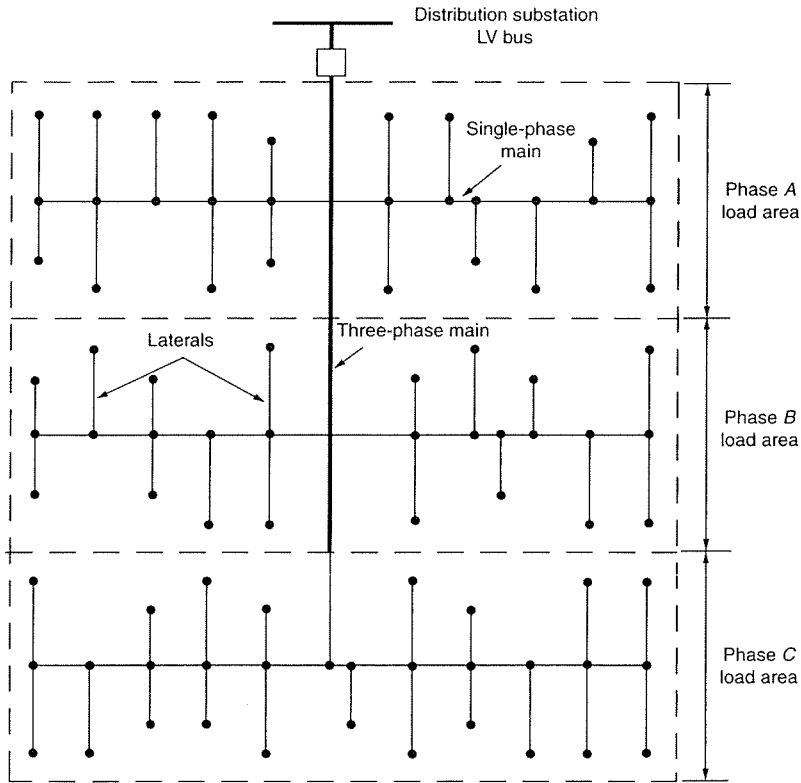 Distribution substation
LV bus
Single-phase
main
Phase A
load area
Three-phase main
Laterals
Phase B
load area
Phase C
load area